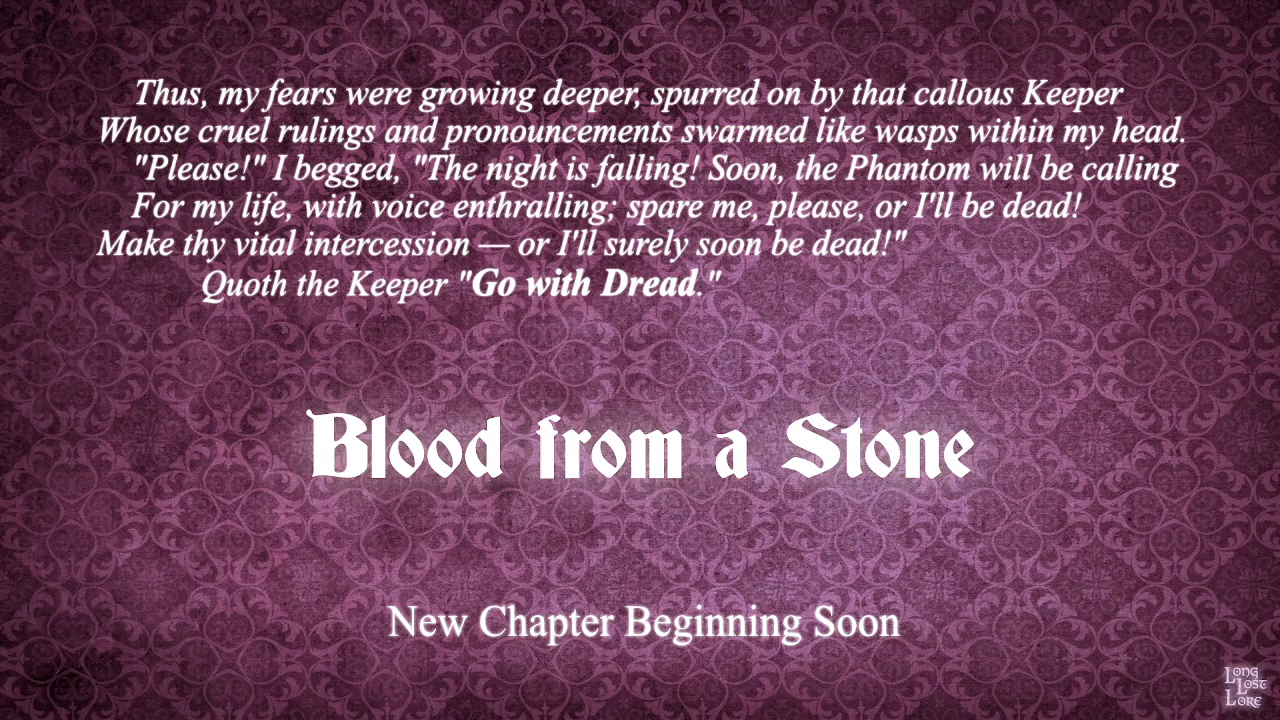 Thus, my fears were growing deeper, spurred on by that callous Keeper
Whose cruel rulings and pronouncements swarmed like wasps within my head.
"Please!" I begged, "The night is falling! Soon, the Phantom will be calling
For my life, with voice enthralling; spare me, please, or I'll be dead!
Make thy vital intercession — or I'll surely soon be dead!"
Quoth the Keeper "Go with Dread."
Blood from a Stone
New Chapter Beginning Soon
Long
Lost
Lore